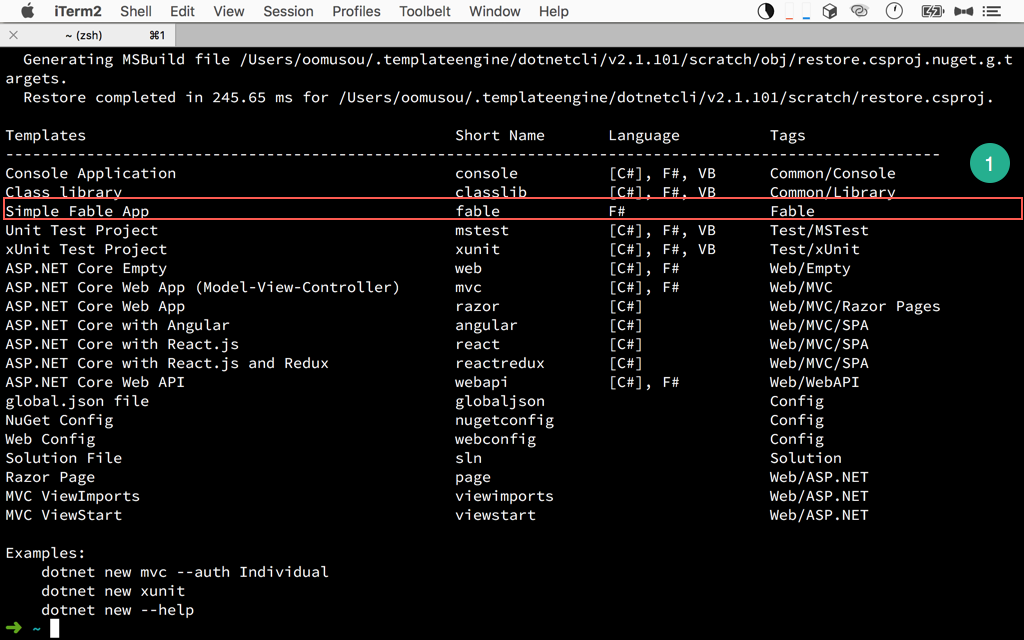 iTerm2 Shell Edit View Session Profiles Toolbelt Window Help
~ (zsh) ⌘1
Generating MSBuild file /Users/oomusou/.templateengine/dotnetcli/v2.1.101/scratch/obj/restore.csproj.nuget.g.t
argets.
Restore completed in 245.65 ms for /Users/oomusou/.templateengine/dotnetcli/v2.1.101/scratch/restore.csproj.
Templates Short Name Language Tags
--------------------------------------------------------------------------------------------------------
1
Console Application console [C#], F#, VB Common/Console
Class library classlib [C#], F#, VB Common/Library
Simple Fable App fable F# Fable
Unit Test Project mstest [C#], F#, VB Test/MSTest
xUnit Test Project xunit [C#], F#, VB Test/xUnit
ASP.NET Core Empty web [C#], F# Web/Empty
ASP.NET Core Web App (Model-View-Controller) mvc [C#], F# Web/MVC
ASP.NET Core Web App razor [C#] Web/MVC/Razor Pages
ASP.NET Core with Angular angular [C#] Web/MVC/SPA
ASP.NET Core with React.js react [C#] Web/MVC/SPA
ASP.NET Core with React.js and Redux reactredux [C#] Web/MVC/SPA
ASP.NET Core Web API webapi [C#], F# Web/WebAPI
global.json file globaljson Config
NuGet Config nugetconfig Config
Web Config webconfig Config
Solution File sln Solution
Razor Page page Web/ASP.NET
MVC ViewImports viewimports Web/ASP.NET
MVC ViewStart viewstart Web/ASP.NET
Examples:
dotnet new mvc --auth Individual
dotnet new xunit
dotnet new --help
➜ ~